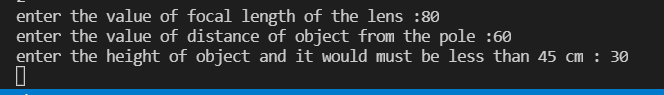 enter the value of focal length of the lens :80
enter the value of distance of object from the pole :60
enter the height of object and it would must be less than 45 cm : 30